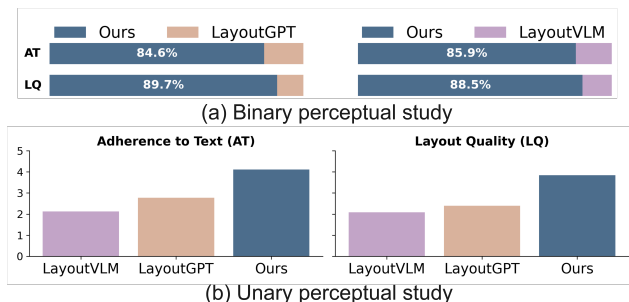 Ours LayoutGPT Ours LayoutVLM
AT 84.6% 85.9%
LQ 89.7% 88.5%
(a) Binary perceptual study
Adherence to Text (AT) Layout Quality (LQ)
5
4
3
2
1
0
LayoutVLM LayoutGPT Ours LayoutVLM LayoutGPT Ours
(b) Unary perceptual study